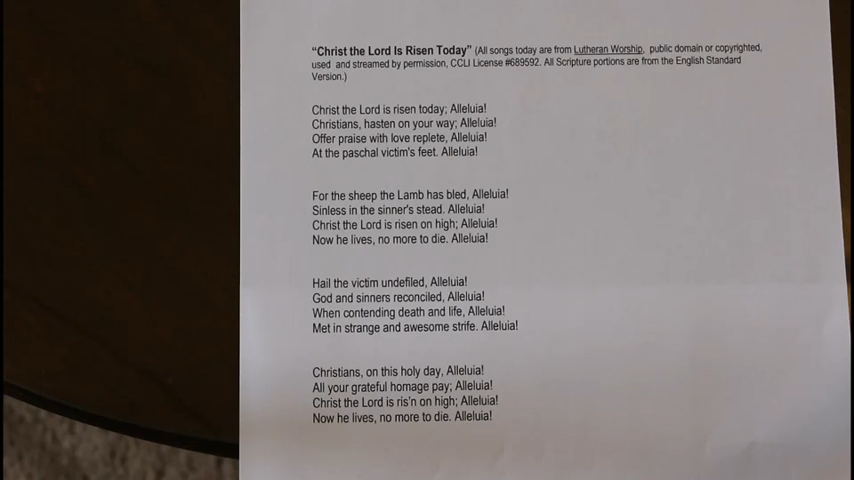 “Christ the Lord Is Risen Today” (All songs today are from Lutheran Worship, public domain or copyrighted,
used and streamed by permission, CCLI License #689592. All Scripture portions are from the English Standard
Version.)
Christ the Lord is risen today; Alleluia!
Christians, hasten on your way; Alleluia!
Offer praise with love replete, Alleluia!
At the paschal victim's feet. Alleluia!
For the sheep the Lamb has bled, Alleluia!
Sinless in the sinner's stead. Alleluia!
Christ the Lord is risen on high; Alleluia!
Now he lives, no more to die. Alleluia!
Hail the victim undefiled, Alleluia!
God and sinners reconciled, Alleluia!
When contending death and life, Alleluia!
Met in strange and awesome strife. Alleluia!
Christians, on this holy day, Alleluia!
All your grateful homage pay; Alleluia!
Christ the Lord is ris'n on high; Alleluia!
Now he lives, no more to die. Alleluia!